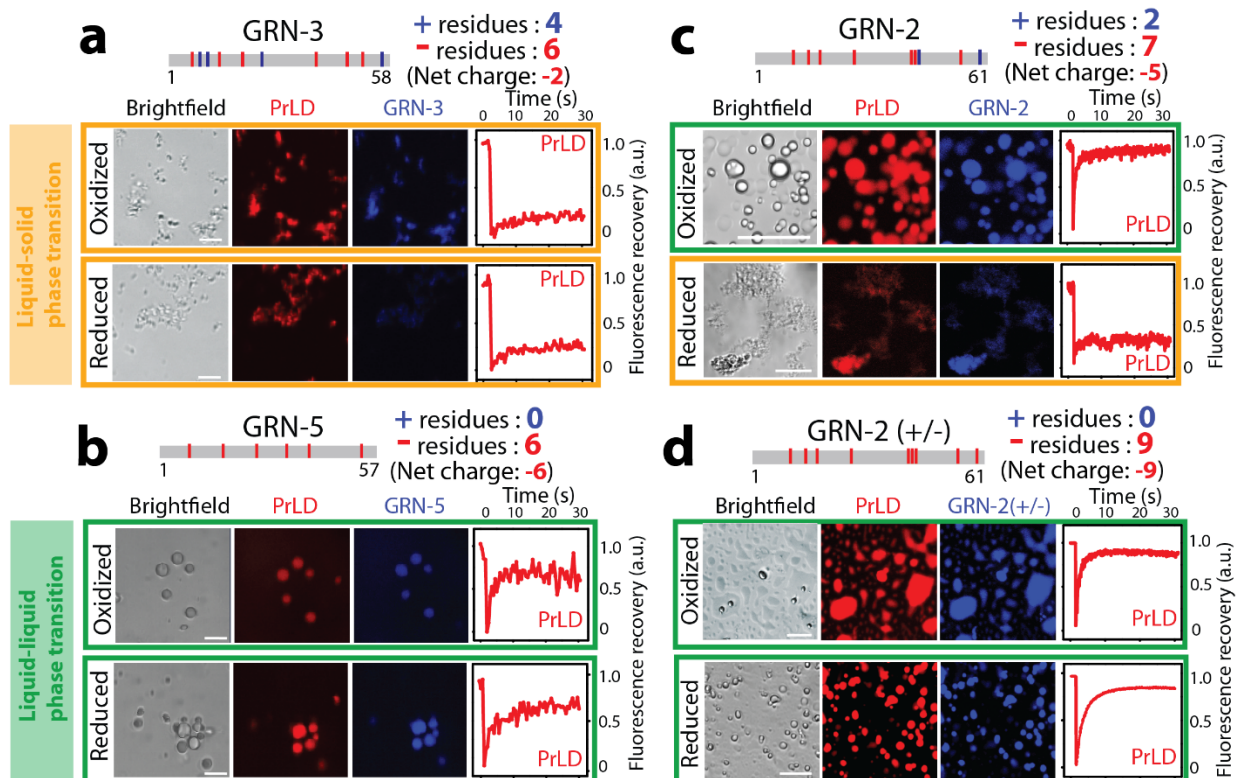 a
GRN-3
+ residues : 4
- residues : 6
(Net charge: -2)
1
58
Brightfield
PrLD
GRN-3
Time (s)
0 10 20 30
Liquid-solid
phase transition
Oxidized
PrLD
1.0
0.5
0
Reduced
PrLD
1.0
0.5
0
Fluorescence recovery (a.u.)
c
GRN-2
+ residues : 2
- residues : 7
(Net charge: -5)
1
61
Brightfield
PrLD
GRN-2
Time (s)
0 10 20 30
Oxidized
PrLD
1.0
0.5
0
Reduced
PrLD
1.0
0.5
0
Fluorescence recovery (a.u.)
b
GRN-5
+ residues : 0
- residues : 6
(Net charge: -6)
1
57
Brightfield
PrLD
GRN-5
Time (s)
0 10 20 30
Liquid-liquid
phase transition
Oxidized
PrLD
1.0
0.5
0
Reduced
PrLD
1.0
0.5
0
Fluorescence recovery (a.u.)
d
GRN-2 (+/-)
+ residues : 0
- residues : 9
(Net charge: -9)
1
61
Brightfield
PrLD
GRN-2(+/-)
Time (s)
0 10 20 30
Oxidized
PrLD
1.0
0.5
0
Reduced
PrLD
1.0
0.5
0
Fluorescence recovery (a.u.)